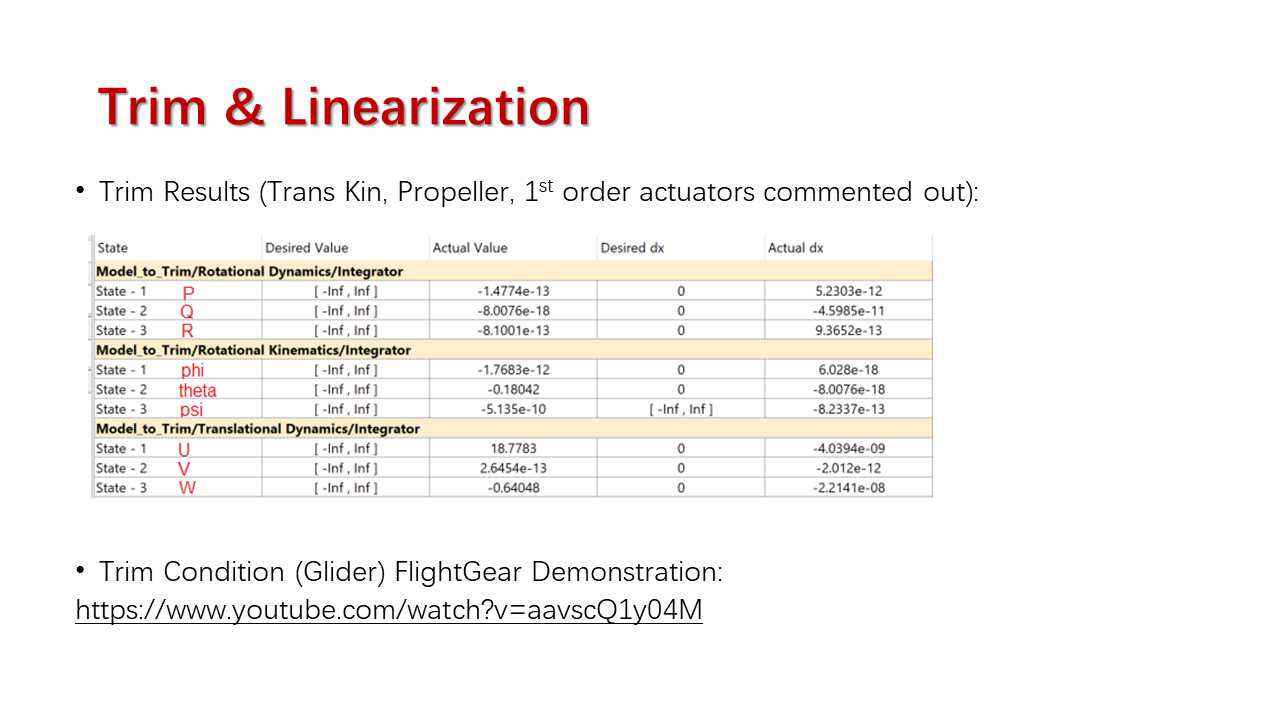 Trim & Linearization
• Trim Results (Trans Kin, Propeller, 1st order actuators commented out):
State Desired Value Actual Value Desired dx Actual dx
Model_to_Trim/Rotational Dynamics/Integrator
State - 1 P [ -Inf , Inf ] -1.4774e-13 0 5.2303e-12
State - 2 Q [ -Inf , Inf ] -8.0076e-18 0 -4.5985e-11
State - 3 R [ -Inf , Inf ] -8.1001e-13 0 9.3652e-13
Model_to_Trim/Rotational Kinematics/Integrator
State - 1 phi [ -Inf , Inf ] -1.7683e-12 0 6.028e-18
State - 2 theta [ -Inf , Inf ] -0.18042 0 -8.0076e-18
State - 3 psi [ -Inf , Inf ] -5.135e-10 [ -Inf , Inf ] -8.2337e-13
Model_to_Trim/Translational Dynamics/Integrator
State - 1 U [ -Inf , Inf ] 18.7783 0 -4.0394e-09
State - 2 V [ -Inf , Inf ] 2.6454e-13 0 -2.012e-12
State - 3 W [ -Inf , Inf ] -0.64048 0 -2.2141e-08
• Trim Condition (Glider) FlightGear Demonstration:
https://www.youtube.com/watch?v=aavscQ1y04M